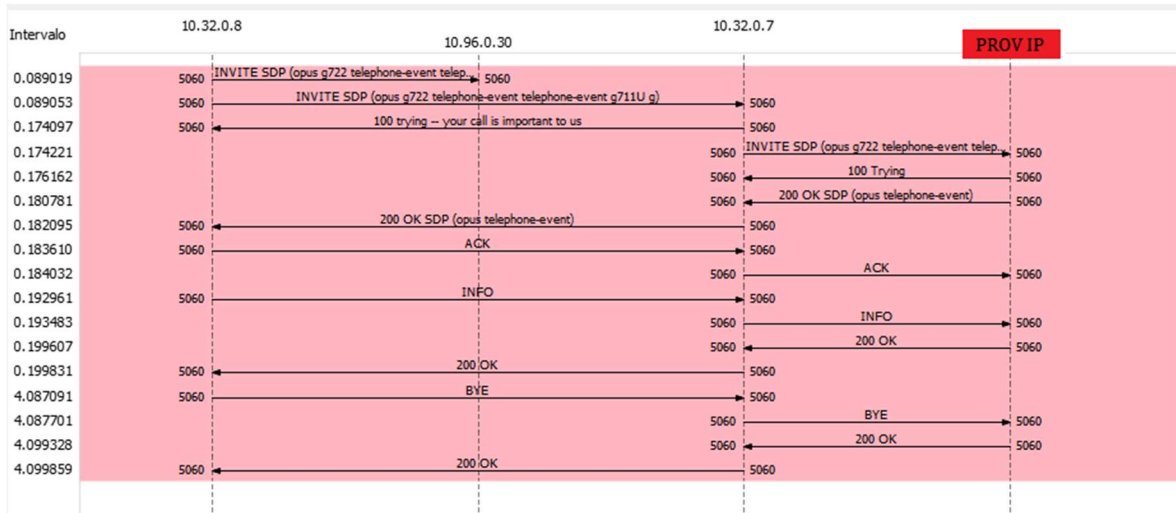 10.32.0.8 10.32.0.7
Intervalo 10.96.0.30 PROV IP
0.089019 5060 INVITE SDP (opus g722 telephone-event telep... 5060
0.089053 5060 INVITE SDP (opus g722 telephone-event telephone-event g711U g) 5060
0.174097 5060 100 trying -- your call is important to us 5060
0.174221 5060 INVITE SDP (opus g722 telephone-event telep... 5060
0.176162 5060 100 Trying 5060
0.180781 5060 200 OK SDP (opus telephone-event) 5060
0.182095 5060 200 OK SDP (opus telephone-event) 5060
0.183610 5060 ACK 5060
0.184032 5060 ACK 5060
0.192961 5060 INFO 5060
0.193483 5060 INFO 5060
0.199607 5060 200 OK 5060
0.199831 5060 200 OK 5060
4.087091 5060 BYE 5060
4.087701 5060 BYE 5060
4.099328 5060 200 OK 5060
4.099859 5060 200 OK 5060